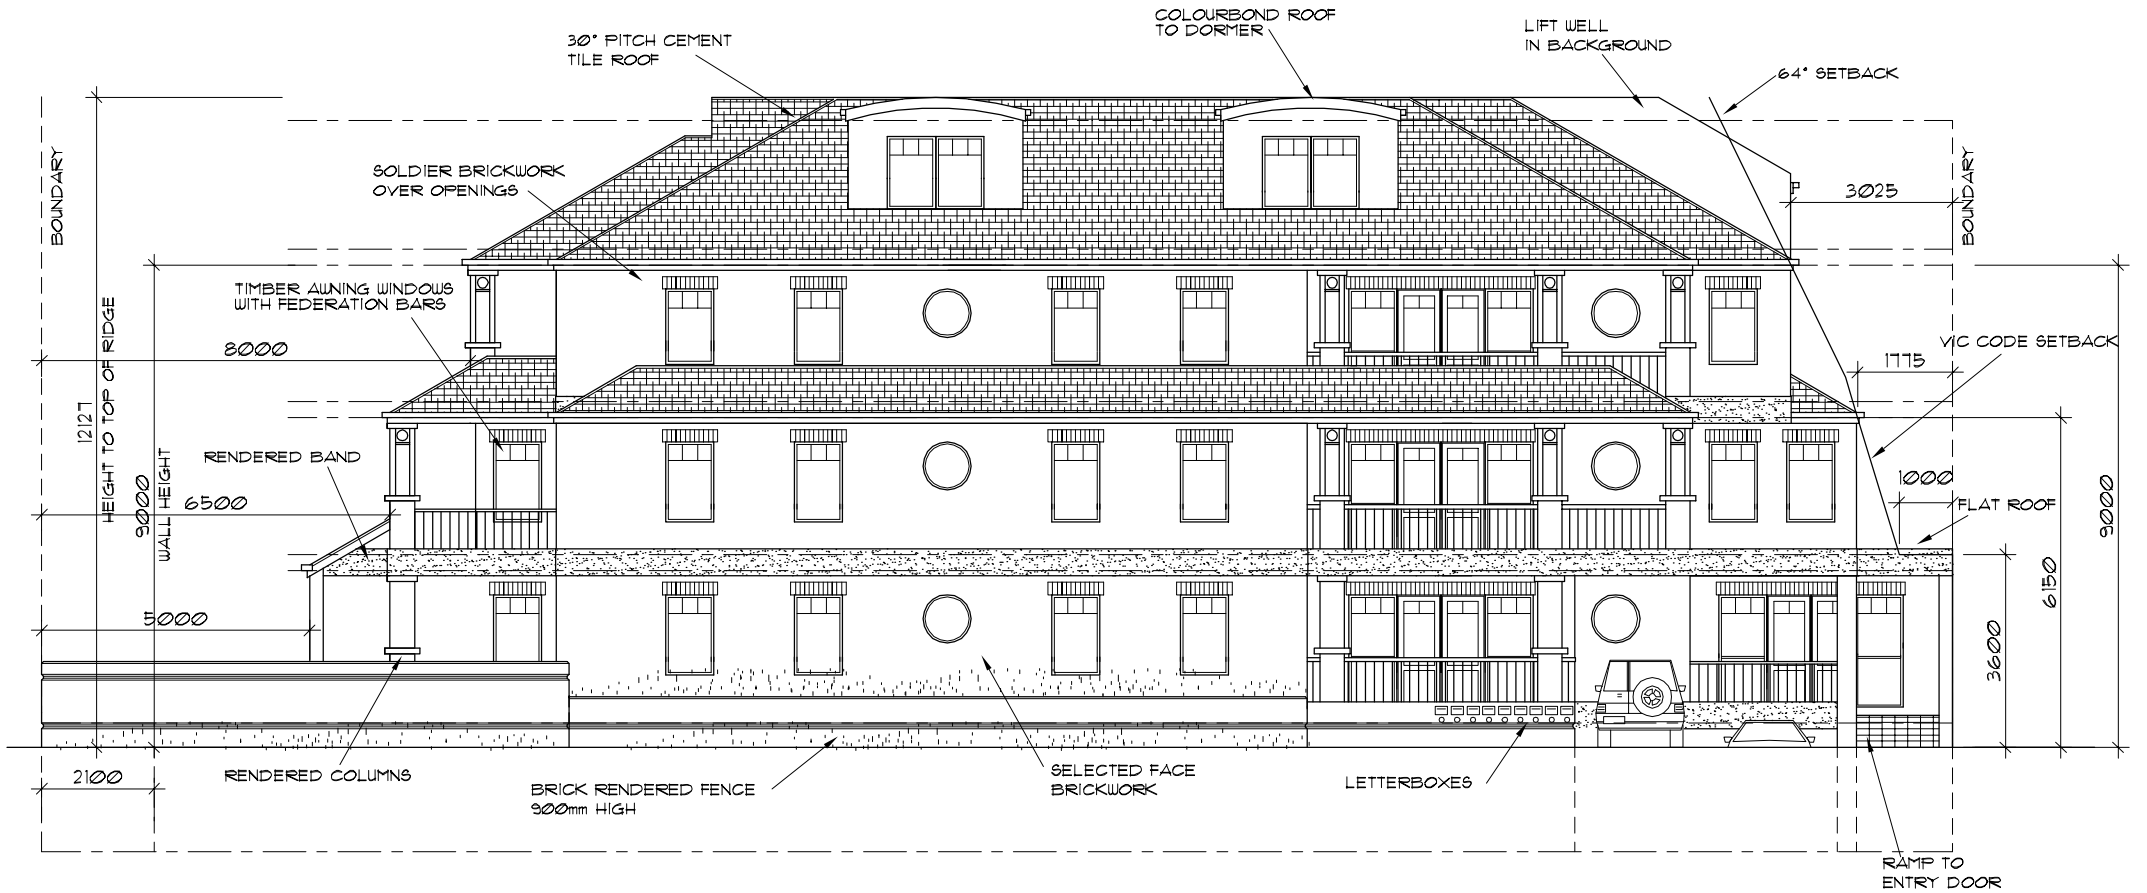 COLOURBOND ROOF
TO DORMER
LIFT WELL
IN BACKGROUND
30° PITCH CEMENT
TILE ROOF
64° SETBACK
BOUNDARY
SOLDIER BRICKWORK
OVER OPENINGS
3025
BOUNDARY
TIMBER AWNING WINDOWS
WITH FEDERATION BARS
8000
VIC CODE SETBACK
1775
12127
HEIGHT TO TOP OF RIDGE
RENDERED BAND
9000
WALL HEIGHT
6500
1000
FLAT ROOF
9000
6150
3600
5000
2100
RENDERED COLUMNS
BRICK RENDERED FENCE
900mm HIGH
SELECTED FACE
BRICKWORK
LETTERBOXES
RAMP TO
ENTRY DOOR